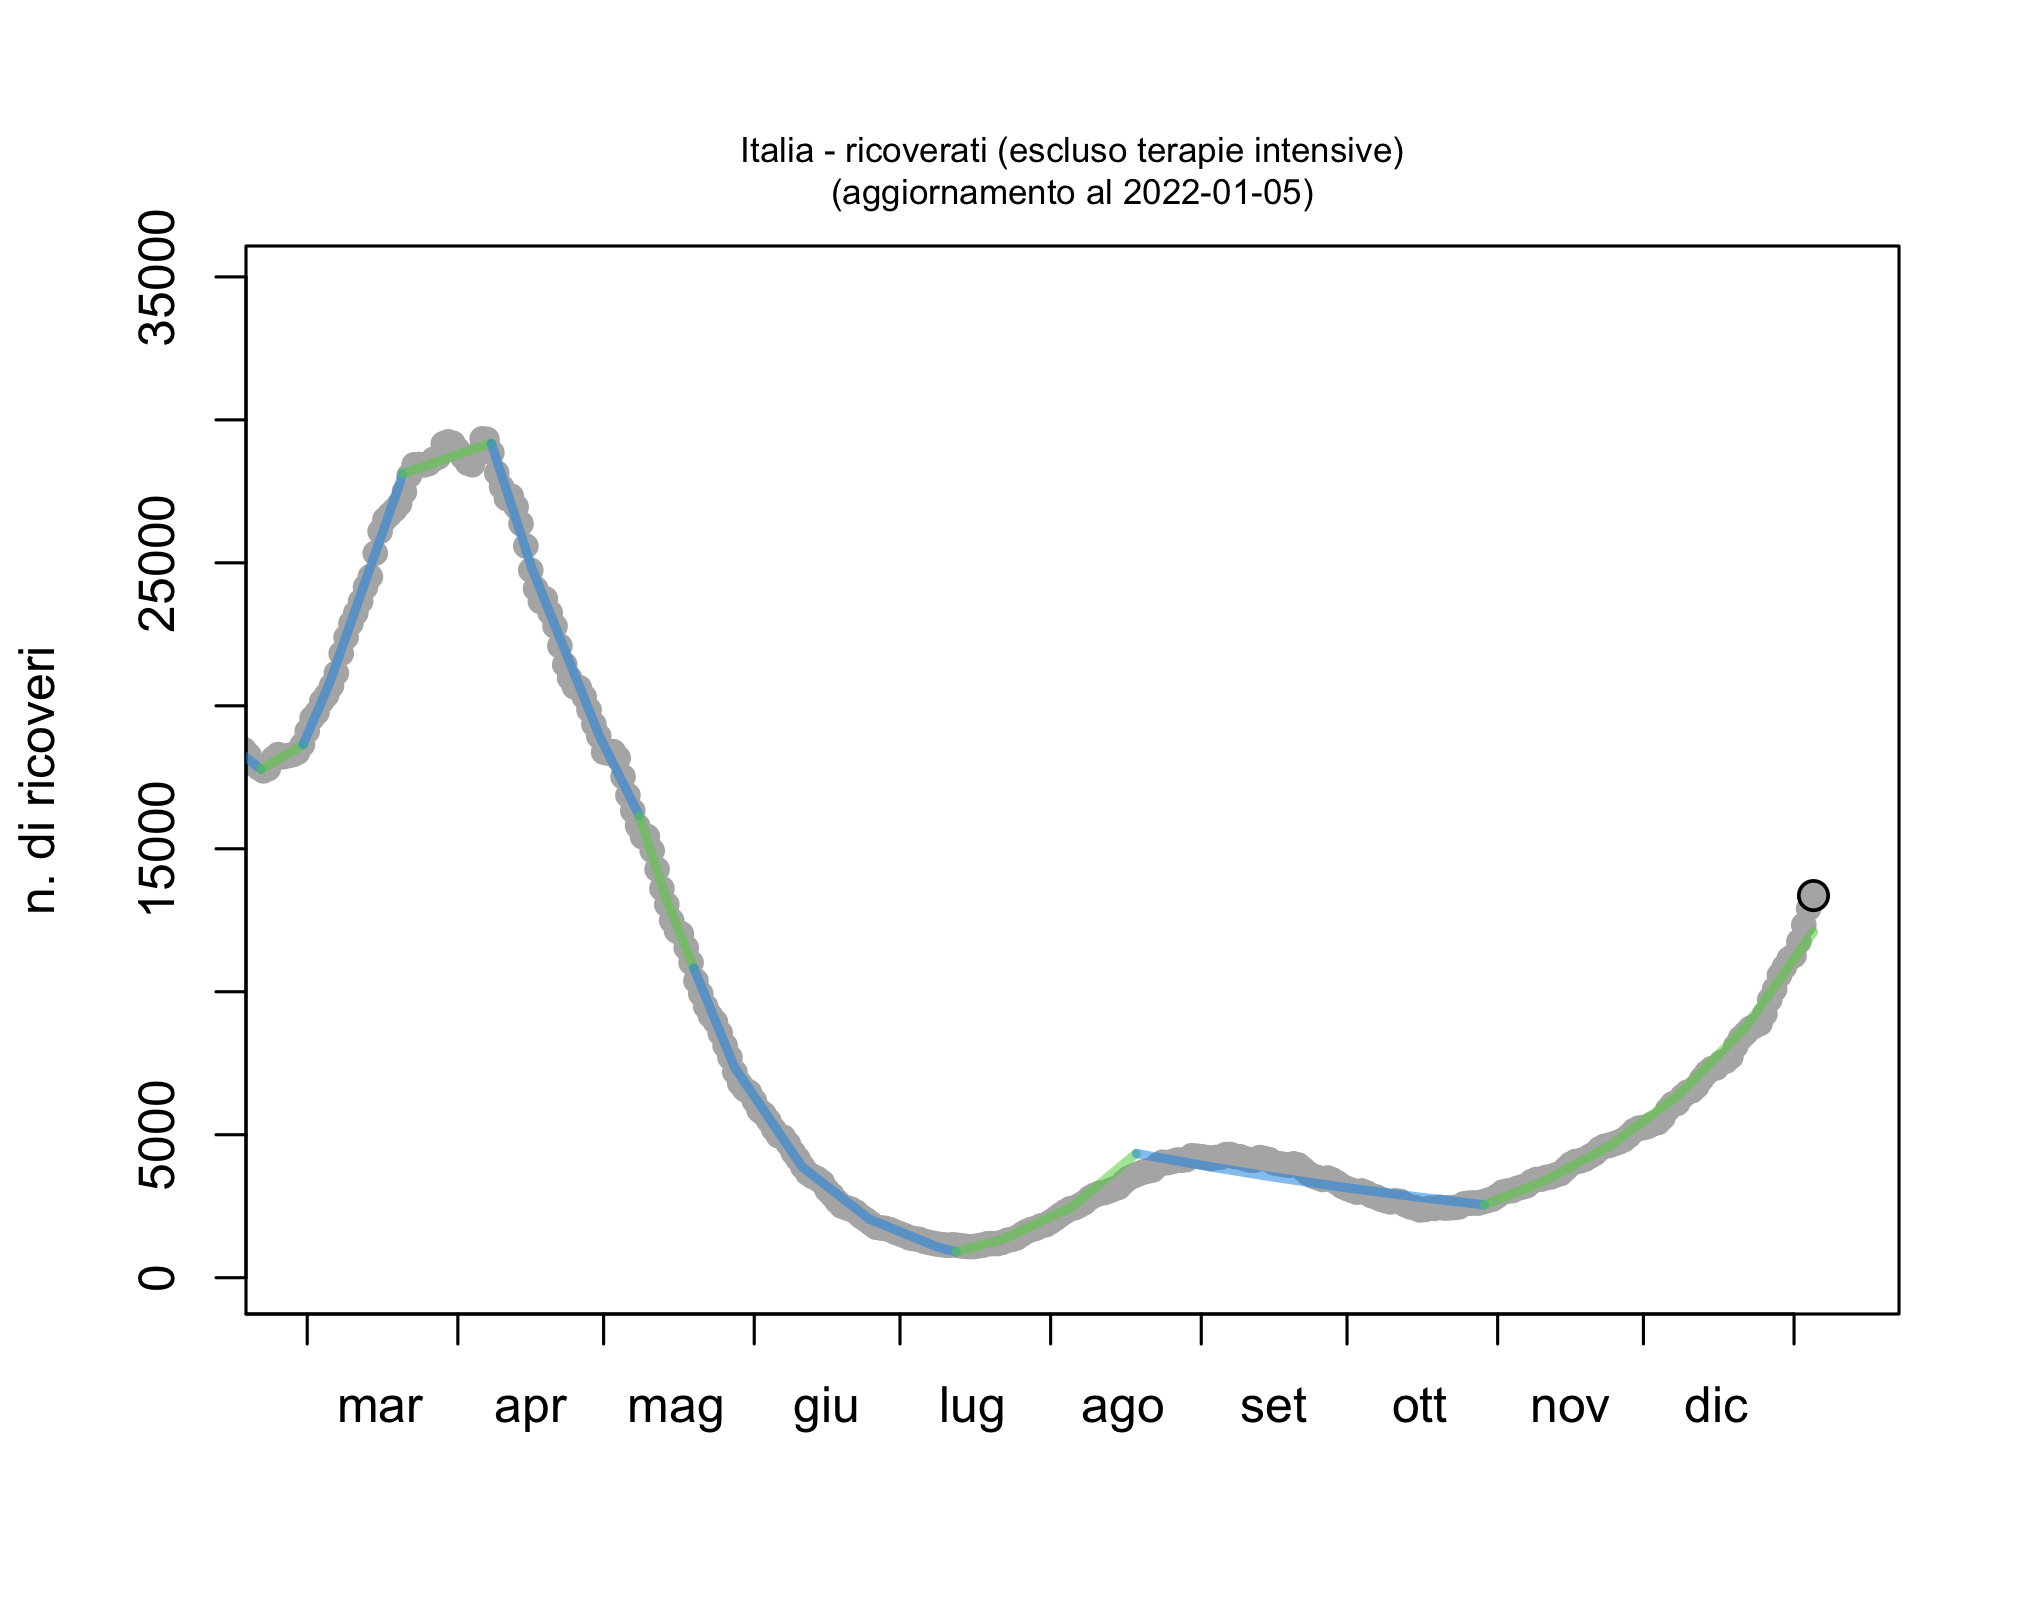 Italia - ricoverati (escluso terapie intensive)
(aggiornamento al 2022-01-05)
n. di ricoveri
35000
25000
15000
5000
0
mar apr mag giu lug ago set ott nov dic